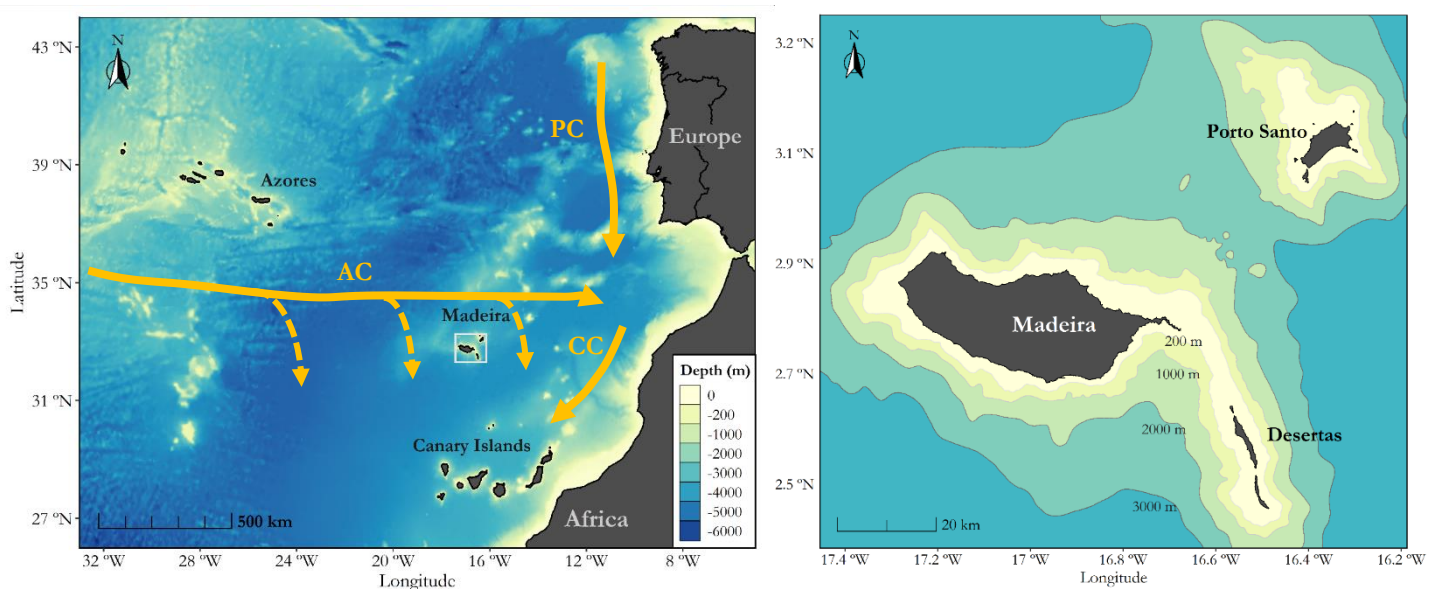 N
43 ºN
39 ºN
35 ºN
31 ºN
27 ºN
Latitude
PC
Europe
Azores
AC
Madeira
CC
Canary Islands
Africa
500 km
Depth (m)
0
-200
-1000
-2000
-3000
-4000
-5000
-6000
32 ºW
28 ºW
24 ºW
20 ºW
16 ºW
12 ºW
8 ºW
Longitude
N
3.2 ºN
3.1 ºN
2.9 ºN
2.7 ºN
2.5 ºN
Porto Santo
Madeira
200 m
1000 m
2000 m
Desertas
3000 m
20 km
17.4 ºW
17.2 ºW
17 ºW
16.8 ºW
16.6 ºW
16.4 ºW
16.2 ºW
Longitude